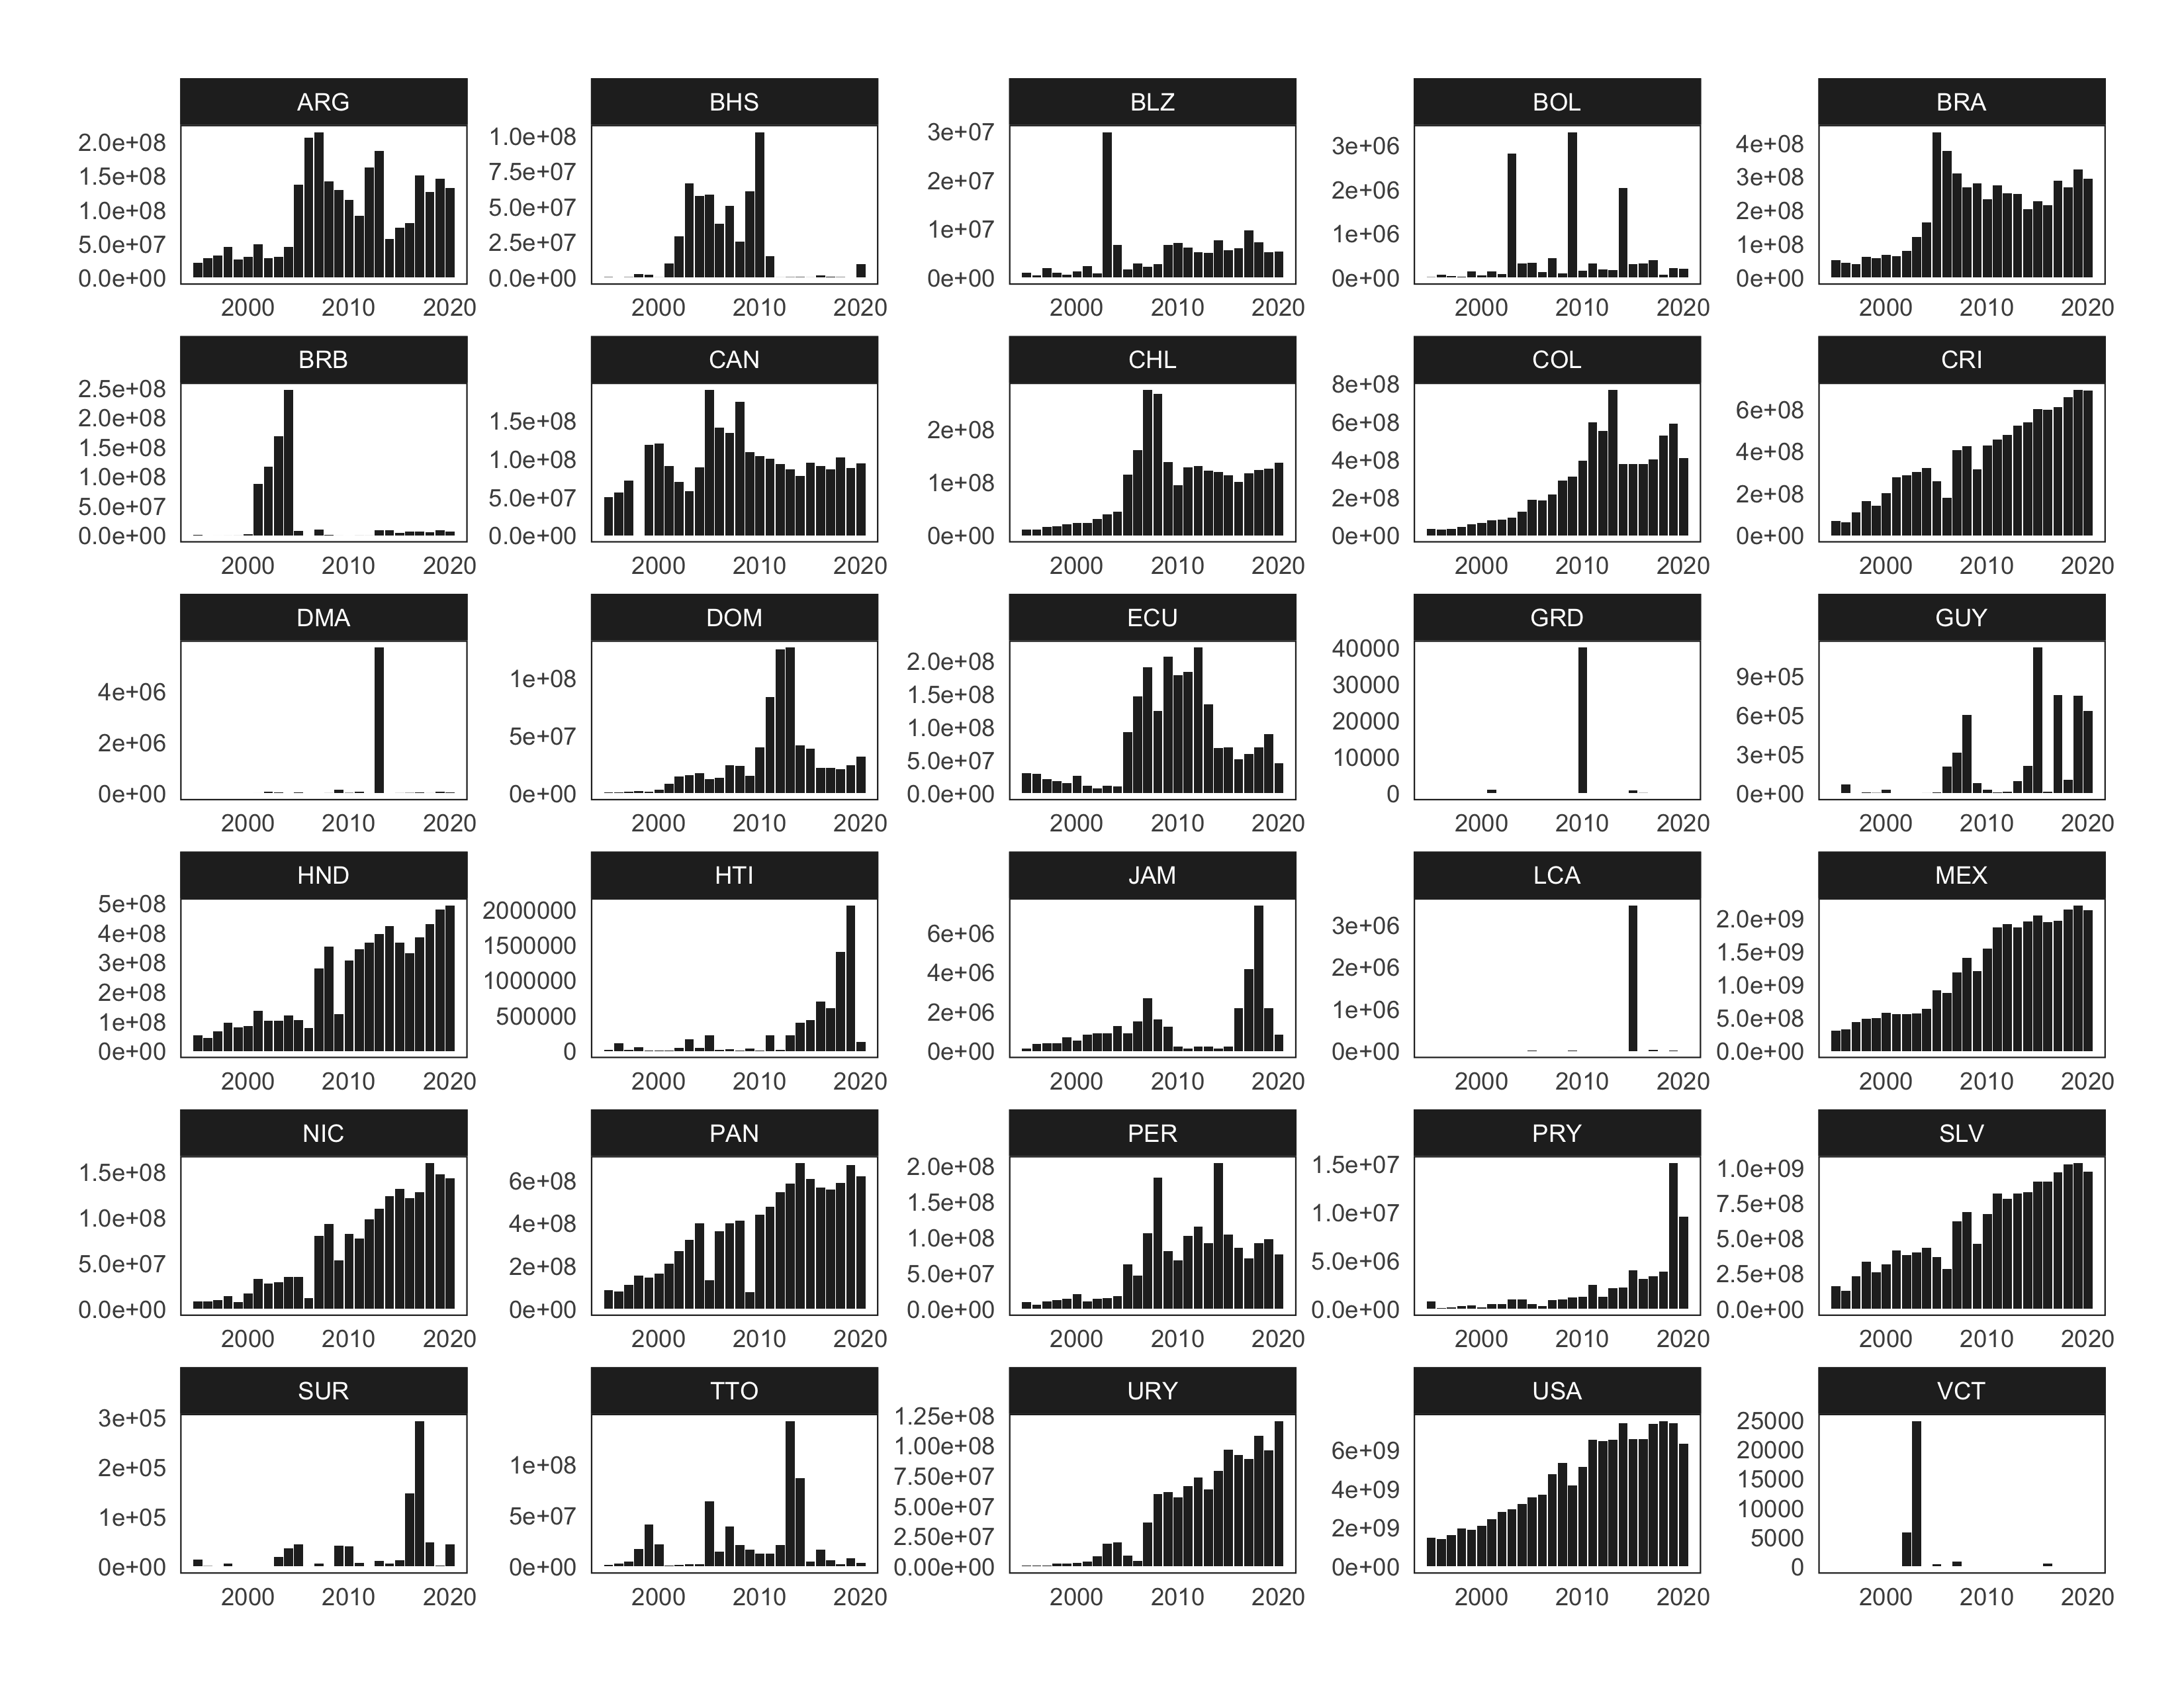 ARG BHS BLZ BOL BRA
2.0e+08 1.5e+08 1.0e+08 5.0e+07 0.0e+00
1.0e+08 7.5e+07 5.0e+07 2.5e+07 0.0e+00
3e+07 2e+07 1e+07 0e+00
3e+06 2e+06 1e+06 0e+00
4e+08 3e+08 2e+08 1e+08 0e+00
2000 2010 2020 2000 2010 2020 2000 2010 2020 2000 2010 2020 2000 2010 2020
BRB CAN CHL COL CRI
2.5e+08 2.0e+08 1.5e+08 1.0e+08 5.0e+07 0.0e+00
1.5e+08 1.0e+08 5.0e+07 0.0e+00
2e+08 1e+08 0e+00
8e+08 6e+08 4e+08 2e+08 0e+00
6e+08 4e+08 2e+08 0e+00
2000 2010 2020 2000 2010 2020 2000 2010 2020 2000 2010 2020 2000 2010 2020
DMA DOM ECU GRD GUY
4e+06 2e+06 0e+00
1e+08 5e+07 0e+00
2.0e+08 1.5e+08 1.0e+08 5.0e+07 0.0e+00
40000 30000 20000 10000 0
9e+05 6e+05 3e+05 0e+00
2000 2010 2020 2000 2010 2020 2000 2010 2020 2000 2010 2020 2000 2010 2020
HND HTI JAM LCA MEX
5e+08 4e+08 3e+08 2e+08 1e+08 0e+00
2000000 1500000 1000000 500000 0
6e+06 4e+06 2e+06 0e+00
3e+06 2e+06 1e+06 0e+00
2.0e+09 1.5e+09 1.0e+09 5.0e+08 0.0e+00
2000 2010 2020 2000 2010 2020 2000 2010 2020 2000 2010 2020 2000 2010 2020
NIC PAN PER PRY SLV
1.5e+08 1.0e+08 5.0e+07 0.0e+00
6e+08 4e+08 2e+08 0e+00
2.0e+08 1.5e+08 1.0e+08 5.0e+07 0.0e+00
1.5e+07 1.0e+07 5.0e+06 0.0e+00
1.0e+09 7.5e+08 5.0e+08 2.5e+08 0.0e+00
2000 2010 2020 2000 2010 2020 2000 2010 2020 2000 2010 2020 2000 2010 2020
SUR TTO URY USA VCT
3e+05 2e+05 1e+05 0e+00
1e+08 5e+07 0e+00
1.25e+08 1.00e+08 7.50e+07 5.00e+07 2.50e+07 0.00e+00
6e+09 4e+09 2e+09 0e+00
25000 20000 15000 10000 5000 0
2000 2010 2020 2000 2010 2020 2000 2010 2020 2000 2010 2020 2000 2010 2020